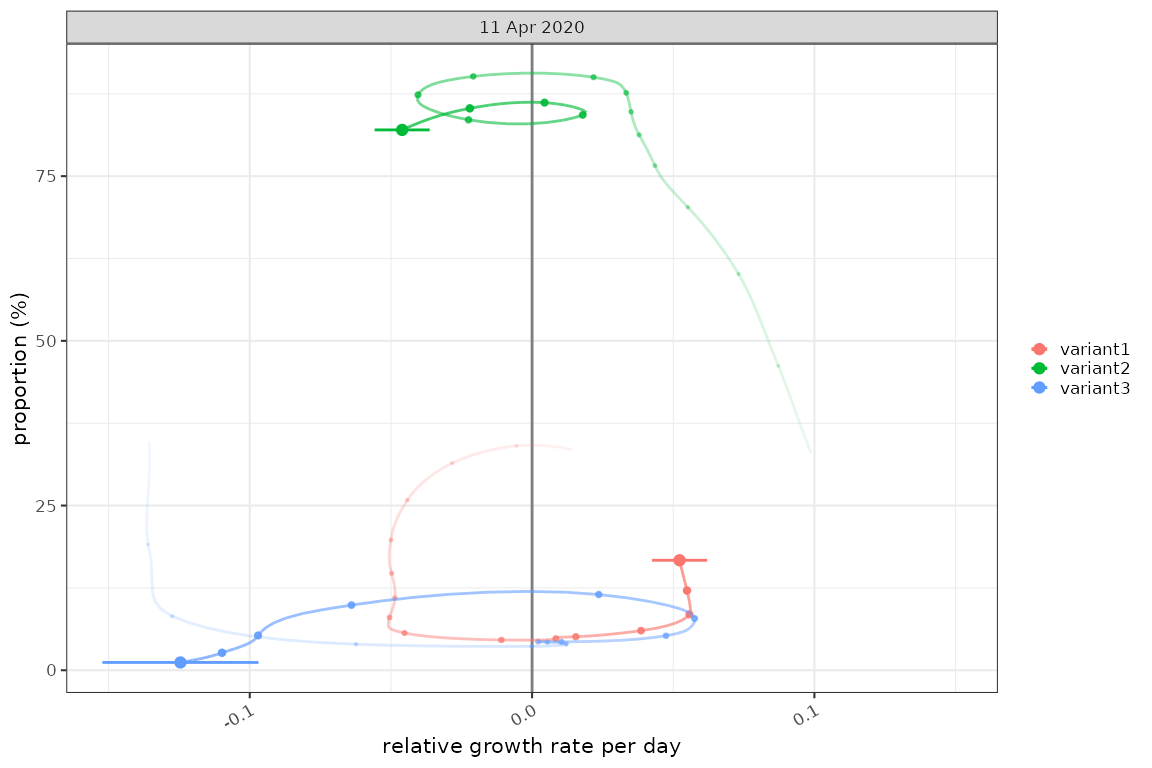 11 Apr 2020
proportion (%)
75
50
25
0
-0.1
0.0
0.1
relative growth rate per day
variant1
variant2
variant3